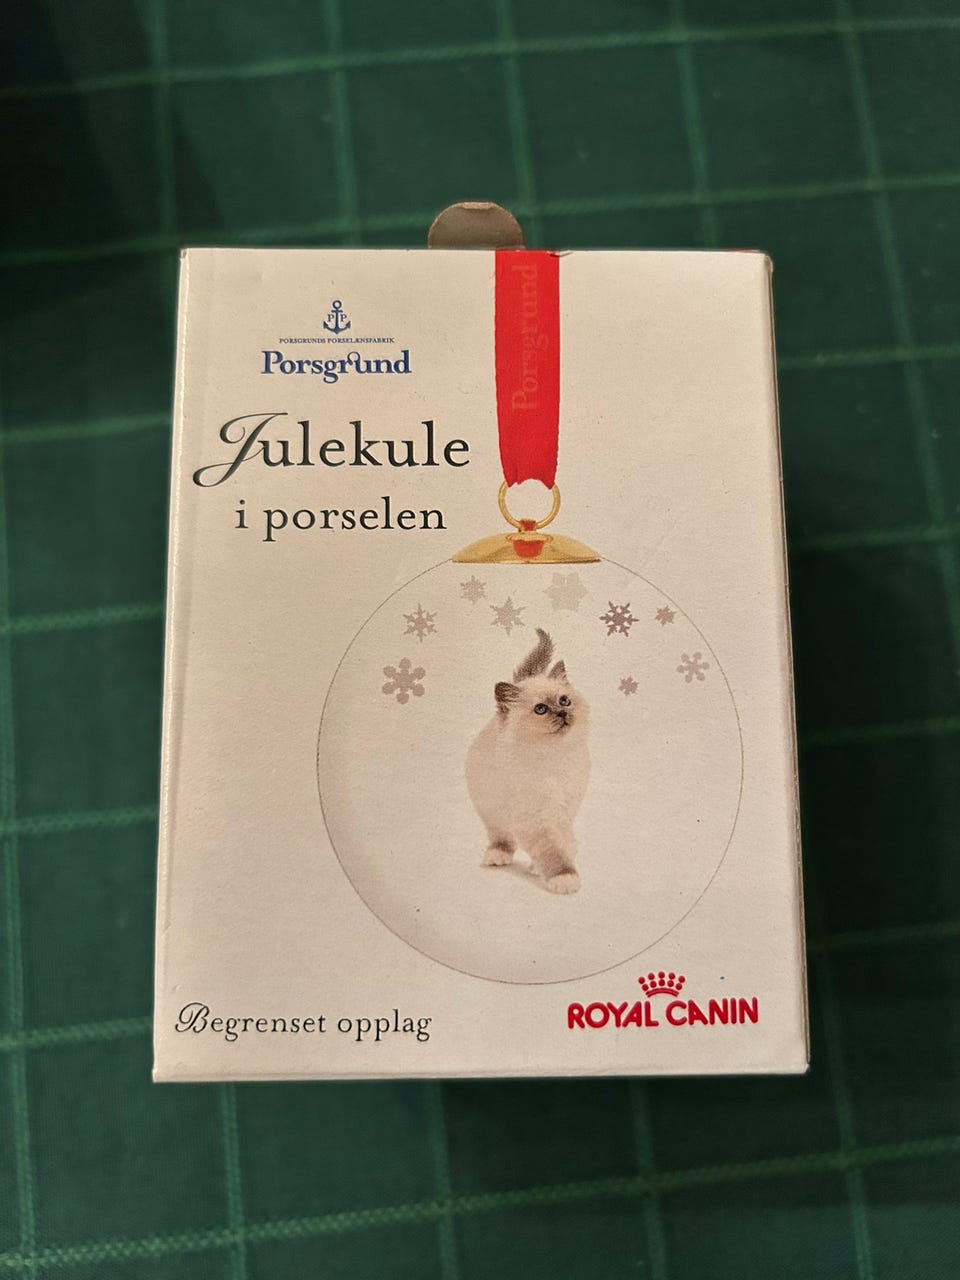 P P
PORSGRUNDS PORSELÆNSFABRIK
Porsgrund
Porsgrund
Julekule
i porselen
Begrenset opplag
ROYAL CANIN